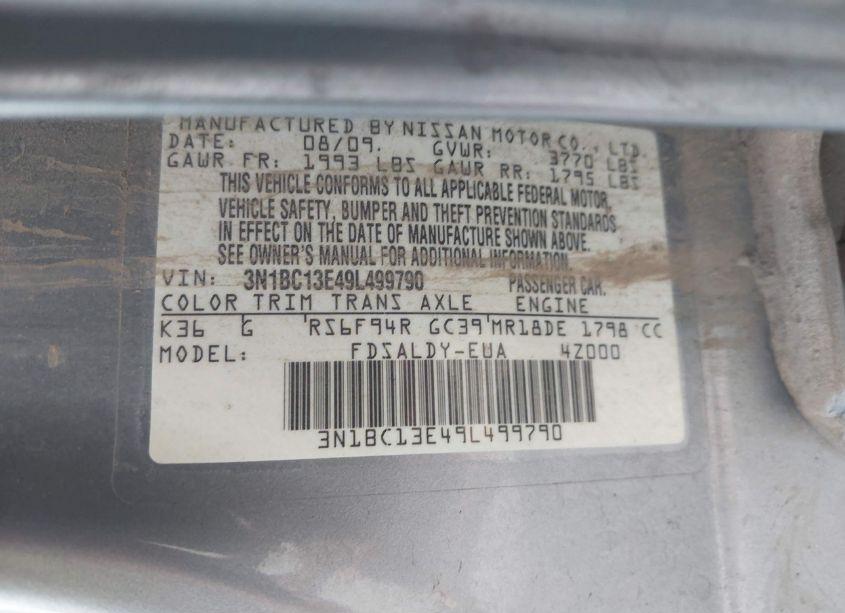 MANUFACTURED BY NISSAN MOTOR CO., LTD.
DATE: 08/09. GVWR: 3770 LBS
GAWR FR: 1993 LBS GAWR RR: 1795 LBS
THIS VEHICLE CONFORMS TO ALL APPLICABLE FEDERAL MOTOR
VEHICLE SAFETY, BUMPER AND THEFT PREVENTION STANDARDS
IN EFFECT ON THE DATE OF MANUFACTURE SHOWN ABOVE.
SEE OWNER'S MANUAL FOR ADDITIONAL INFORMATION.
VIN: 3N1BC13E49L499790 PASSENGER CAR.
COLOR TRIM TRANS AXLE ENGINE
K36 G RS6F94R GC39 MR18DE 1798 CC
MODEL: FDSALDY-EUA 4Z000
3N1BC13E49L499790